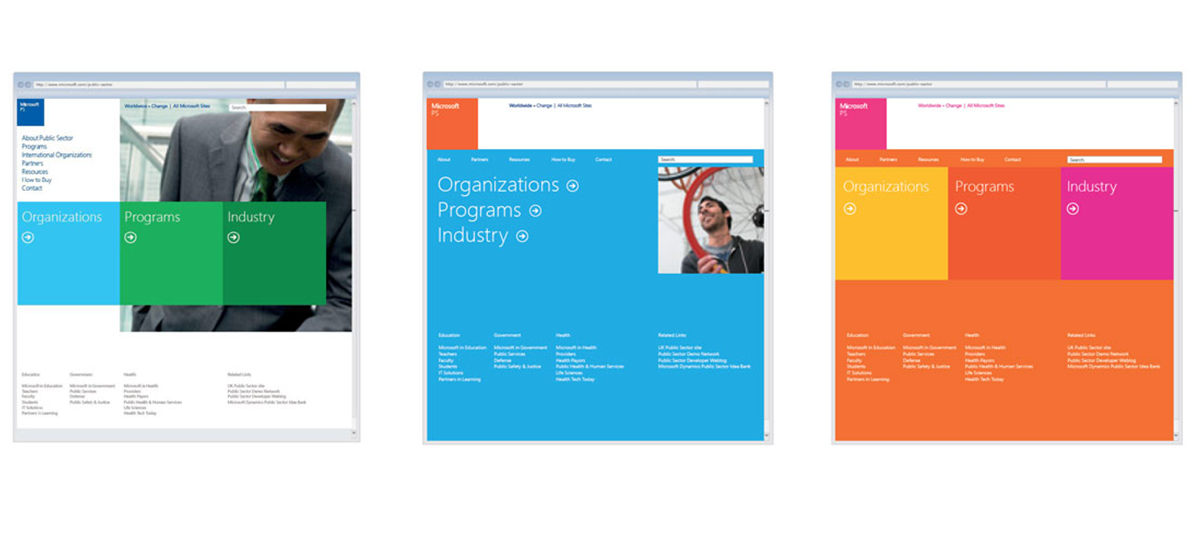 http://www.microsoft.com/public-sector
Microsoft
PS
Worldwide - Change | All Microsoft Sites
Search:
About Public Sector
Programs
International Organizations
Partners
Resources
How to Buy
Contact
Organizations
Programs
Industry
Education
Government
Health
Related Links
Microsoft in Education
Teachers
Faculty
Students
IT Solutions
Partners in Learning
Microsoft in Government
Public Services
Defense
Public Safety & Justice
Microsoft in Health
Providers
Health Payors
Public Health & Human Services
Life Sciences
Health Tech Today
UK Public Sector site
Public Sector Demo Network
Public Sector Developer Weblog
Microsoft Dynamics Public Sector Idea Bank
http://www.microsoft.com/public-sector
Microsoft
PS
Worldwide - Change | All Microsoft Sites
About
Partners
Resources
How to Buy
Contact
Search:
Organizations
Programs
Industry
Education
Government
Health
Related Links
Microsoft in Education
Teachers
Faculty
Students
IT Solutions
Partners in Learning
Microsoft in Government
Public Services
Defense
Public Safety & Justice
Microsoft in Health
Providers
Health Payors
Public Health & Human Services
Life Sciences
Health Tech Today
UK Public Sector site
Public Sector Demo Network
Public Sector Developer Weblog
Microsoft Dynamics Public Sector Idea Bank
http://www.microsoft.com/public-sector
Microsoft
PS
Worldwide - Change | All Microsoft Sites
About
Partners
Resources
How to Buy
Contact
Search:
Organizations
Programs
Industry
Education
Government
Health
Related Links
Microsoft in Education
Teachers
Faculty
Students
IT Solutions
Partners in Learning
Microsoft in Government
Public Services
Defense
Public Safety & Justice
Microsoft in Health
Providers
Health Payors
Public Health & Human Services
Life Sciences
Health Tech Today
UK Public Sector site
Public Sector Demo Network
Public Sector Developer Weblog
Microsoft Dynamics Public Sector Idea Bank